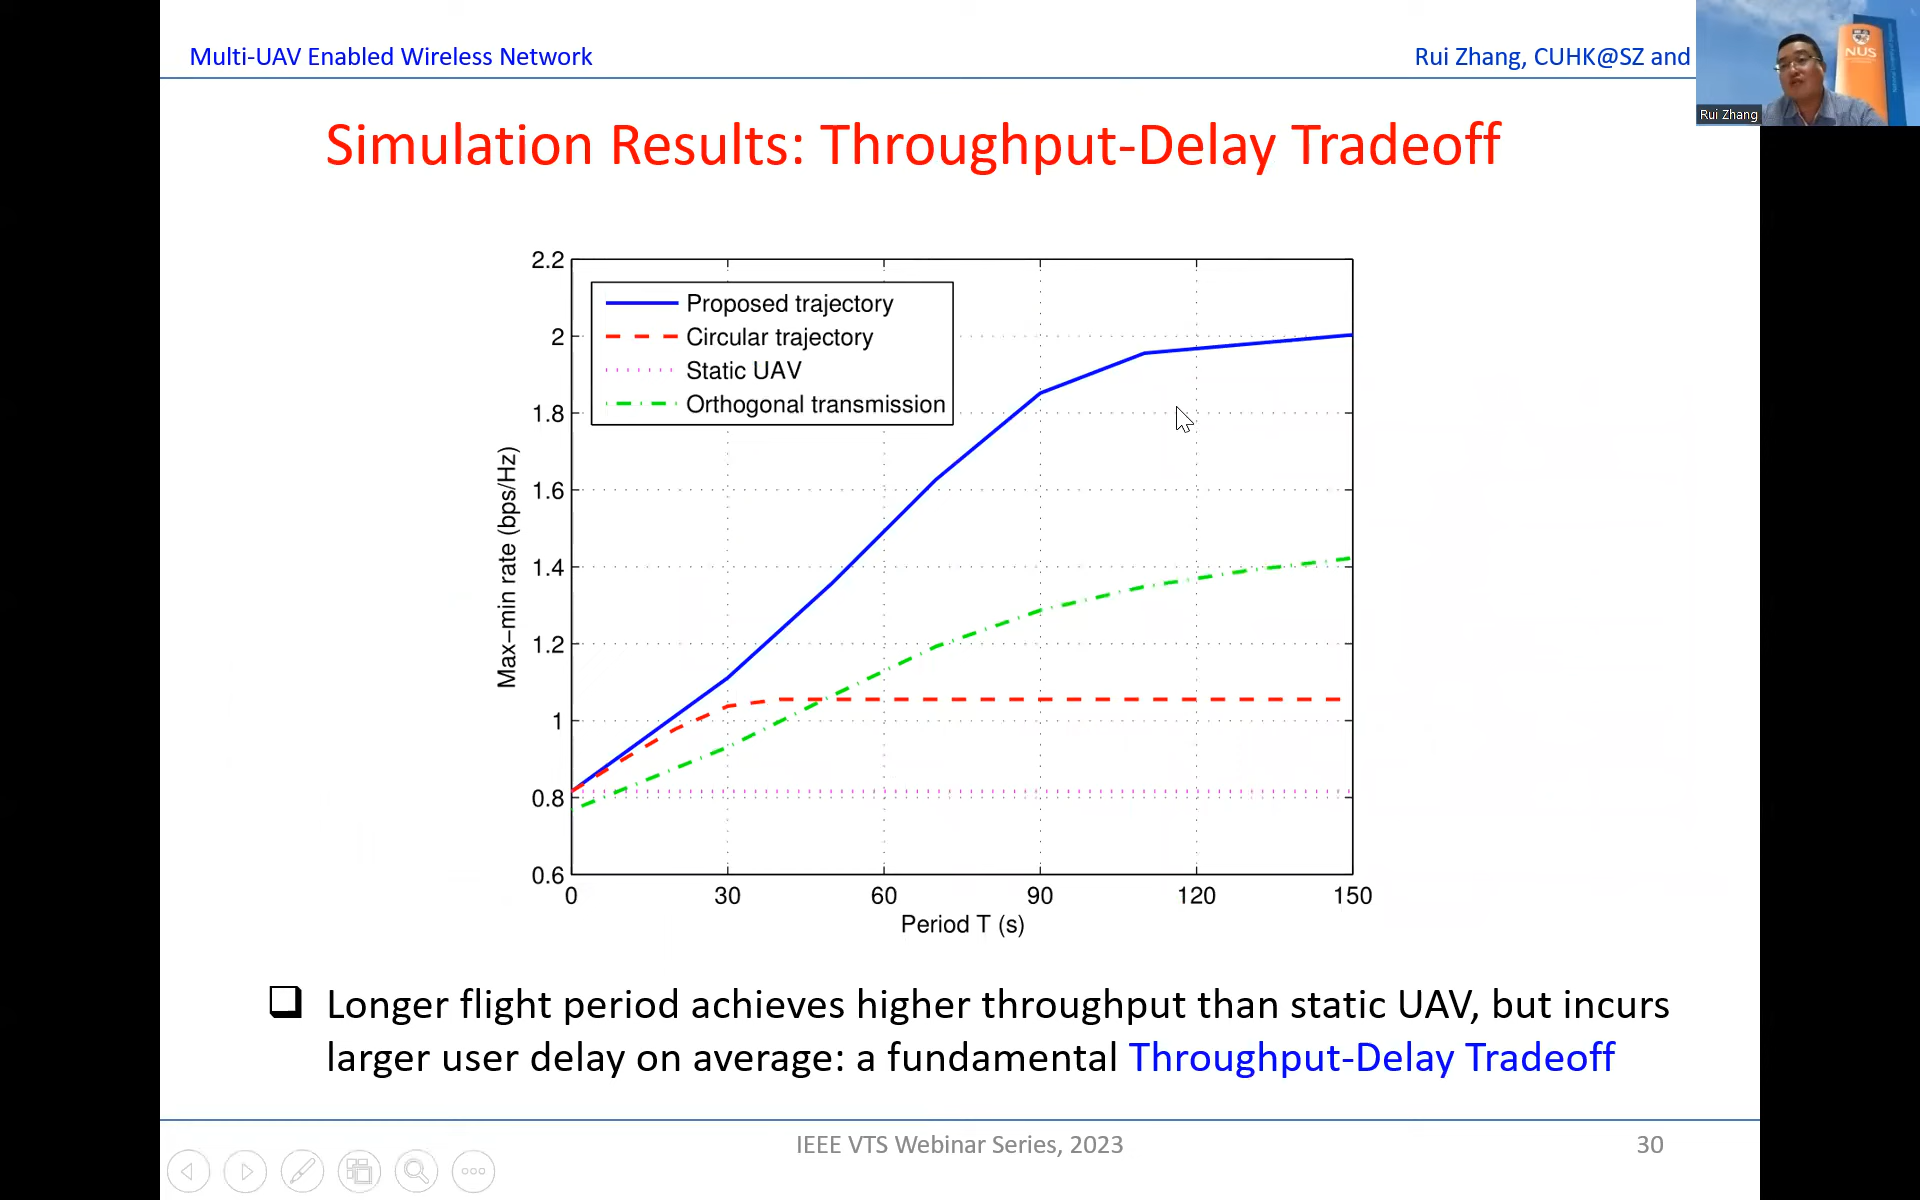 Multi-UAV Enabled Wireless Network
Rui Zhang, CUHK@SZ and
NUS
Rui Zhang
Simulation Results: Throughput-Delay Tradeoff
2.2
2
1.8
1.6
1.4
1.2
1
0.8
0.6
Max-min rate (bps/Hz)
Proposed trajectory
Circular trajectory
Static UAV
Orthogonal transmission
0 30 60 90 120 150
Period T (s)
Longer flight period achieves higher throughput than static UAV, but incurs
larger user delay on average: a fundamental Throughput-Delay Tradeoff
IEEE VTS Webinar Series, 2023
30